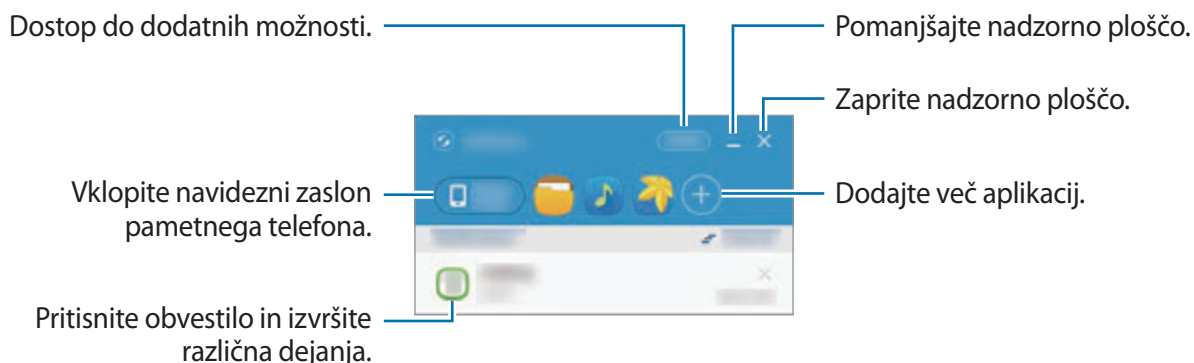 Dostop do dodatnih možnosti.
Pomanjšajte nadzorno ploščo.
Zaprite nadzorno ploščo.
Vklopite navidezni zaslon
pametnega telefona.
Dodajte več aplikacij.
Pritisnite obvestilo in izvršite
različna dejanja.